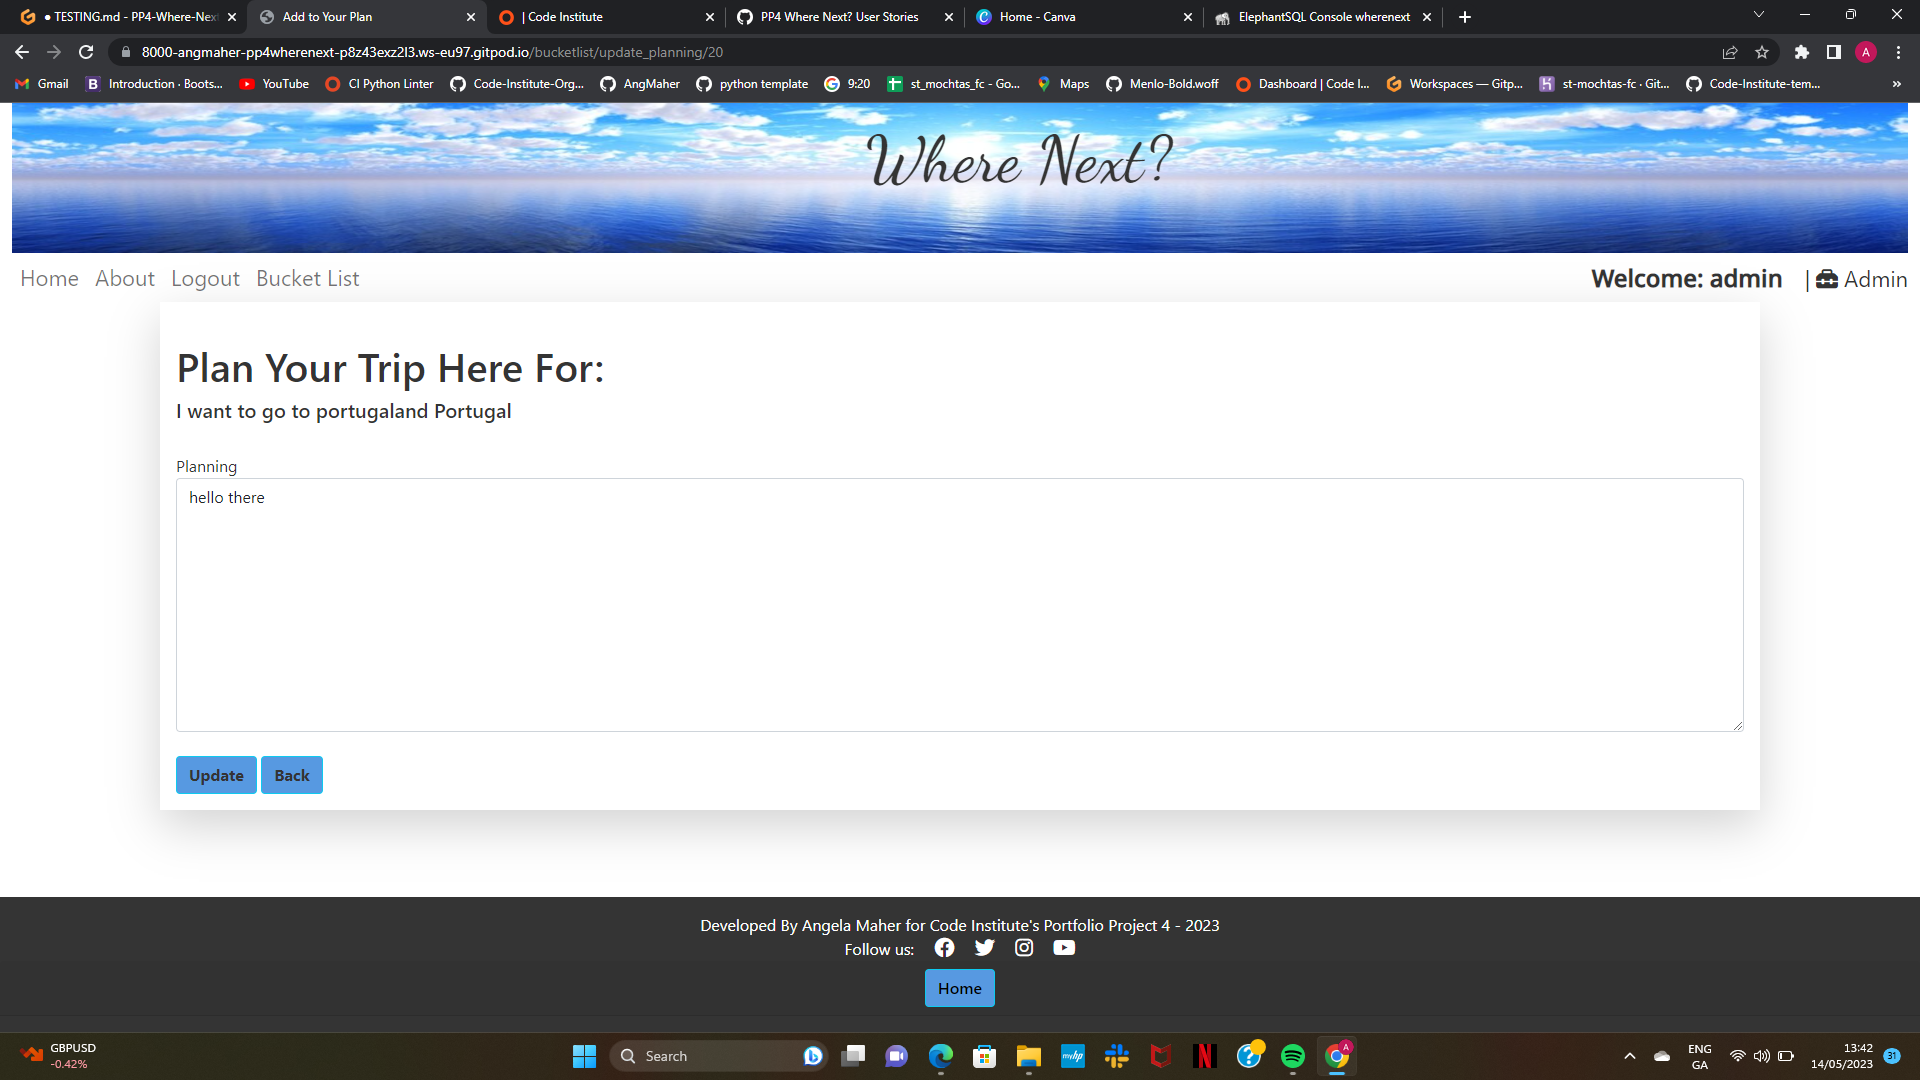 TESTING.md - PP4-Where-Nex
Add to Your Plan
| Code Institute
PP4 Where Next? User Stories
Home - Canva
ElephantSQL Console wherenext
8000-angmaher-pp4wherenext-p8z43exz2l3.ws-eu97.gitpod.io/bucketlist/update_planning/20
A
Gmail
Introduction · Boots...
YouTube
CI Python Linter
Code-Institute-Org...
AngMaher
python template
9:20
st_mochtas_fc - Go...
Maps
Menlo-Bold.woff
Dashboard | Code I...
Workspaces — Gitp...
st-mochtas-fc · Git...
Code-Institute-tem...
Where Next?
Home
About
Logout
Bucket List
Welcome: admin
| Admin
Plan Your Trip Here For:
I want to go to portugaland Portugal
Planning
hello there
Update
Back
Developed By Angela Maher for Code Institute's Portfolio Project 4 - 2023
Follow us:
Home
GBPUSD
-0.42%
Search
myhp
ENG
GA
13:42
14/05/2023
31